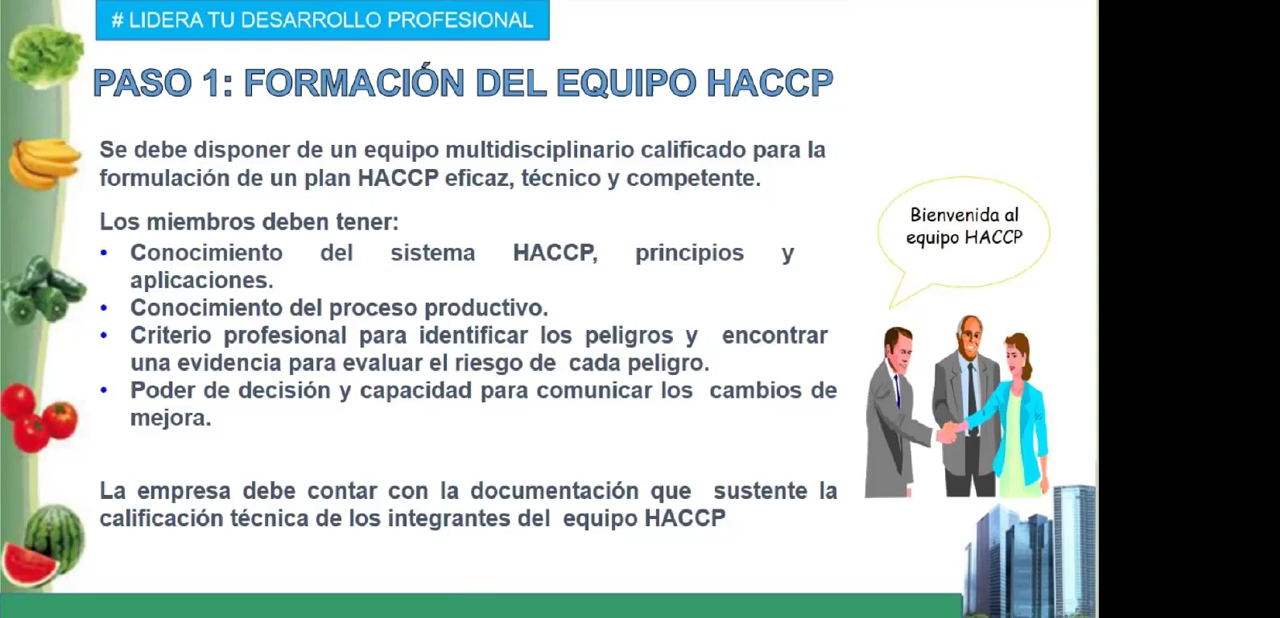 # LIDERA TU DESARROLLO PROFESIONAL
PASO 1: FORMACIÓN DEL EQUIPO HACCP
Se debe disponer de un equipo multidisciplinario calificado para la
formulación de un plan HACCP eficaz, técnico y competente.
Los miembros deben tener:
• Conocimiento del sistema HACCP, principios y
aplicaciones.
• Conocimiento del proceso productivo.
• Criterio profesional para identificar los peligros y encontrar
una evidencia para evaluar el riesgo de cada peligro.
• Poder de decisión y capacidad para comunicar los cambios de
mejora.
La empresa debe contar con la documentación que sustente la
calificación técnica de los integrantes del equipo HACCP
Bienvenida al
equipo HACCP